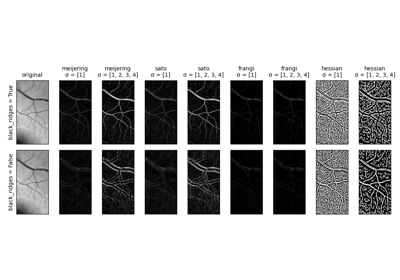 original
meijering
σ = [1]
meijering
σ = [1, 2, 3, 4]
sato
σ = [1]
sato
σ = [1, 2, 3, 4]
frangi
σ = [1]
frangi
σ = [1, 2, 3, 4]
hessian
σ = [1]
hessian
σ = [1, 2, 3, 4]
black_ridges = True
black_ridges = False